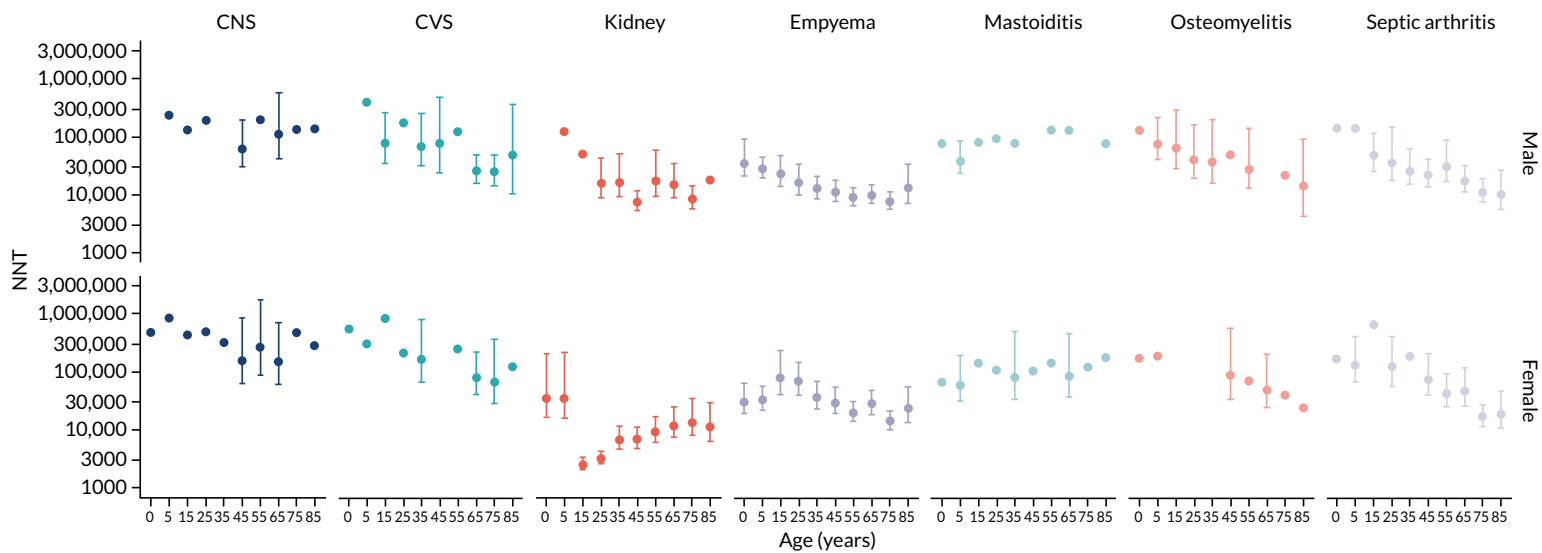 CNS CVS Kidney Empyema Mastoiditis Osteomyelitis Septic arthritis
3,000,000
1,000,000
300,000
100,000
30,000
10,000
3000
1000
Male
NNT
3,000,000
1,000,000
300,000
100,000
30,000
10,000
3000
1000
Female
0 5 15 25 35 45 55 65 75 85 0 5 15 25 35 45 55 65 75 85 0 5 15 25 35 45 55 65 75 85 0 5 15 25 35 45 55 65 75 85 0 5 15 25 35 45 55 65 75 85 0 5 15 25 35 45 55 65 75 85 0 5 15 25 35 45 55 65 75 85
Age (years)